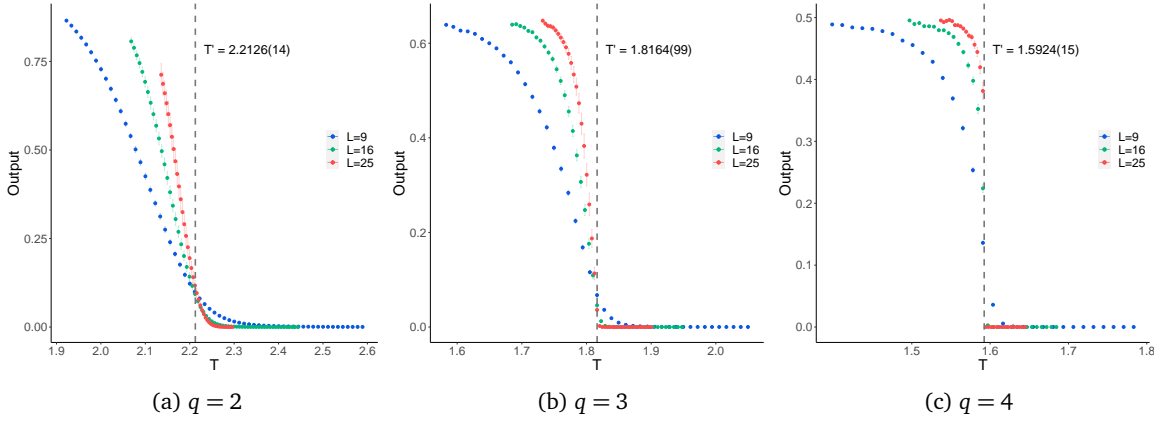 T' = 2.2126(14)
0.75
0.50
0.25
0.00
Output
L=9
L=16
L=25
1.9 2.0 2.1 2.2 2.3 2.4 2.5 2.6
T
(a) q = 2
T' = 1.8164(99)
0.6
0.4
0.2
0.0
Output
L=9
L=16
L=25
1.6 1.7 1.8 1.9 2.0
T
(b) q = 3
T' = 1.5924(15)
0.5
0.4
0.3
0.2
0.1
0.0
Output
L=9
L=16
L=25
1.5 1.6 1.7 1.8
T
(c) q = 4